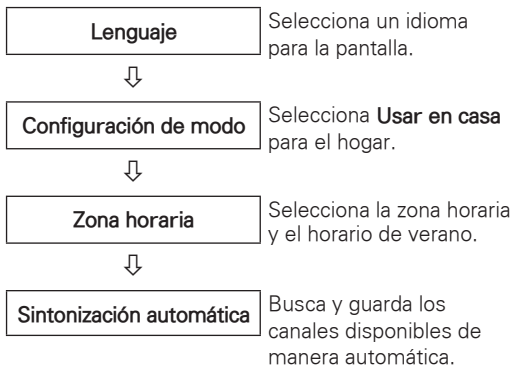 Lenguaje
Selecciona un idioma
para la pantalla.
Configuración de modo
Selecciona Usar en casa
para el hogar.
Zona horaria
Selecciona la zona horaria
y el horario de verano.
Sintonización automática
Busca y guarda los
canales disponibles de
manera automática.